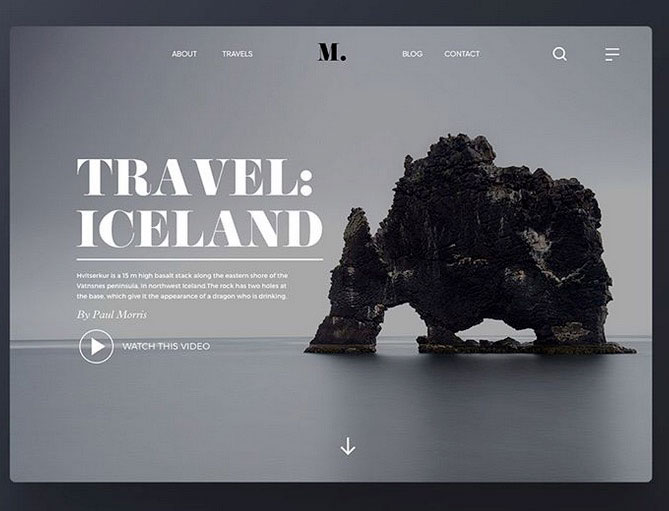 ABOUT TRAVELS M. BLOG CONTACT
TRAVEL:
ICELAND
Hvitserkur is a 15 m high basalt stack along the eastern shore of the
Vatnsnes peninsula, in northwest Iceland.The rock has two holes at
the base, which give it the appearance of a dragon who is drinking.
By Paul Morris
WATCH THIS VIDEO